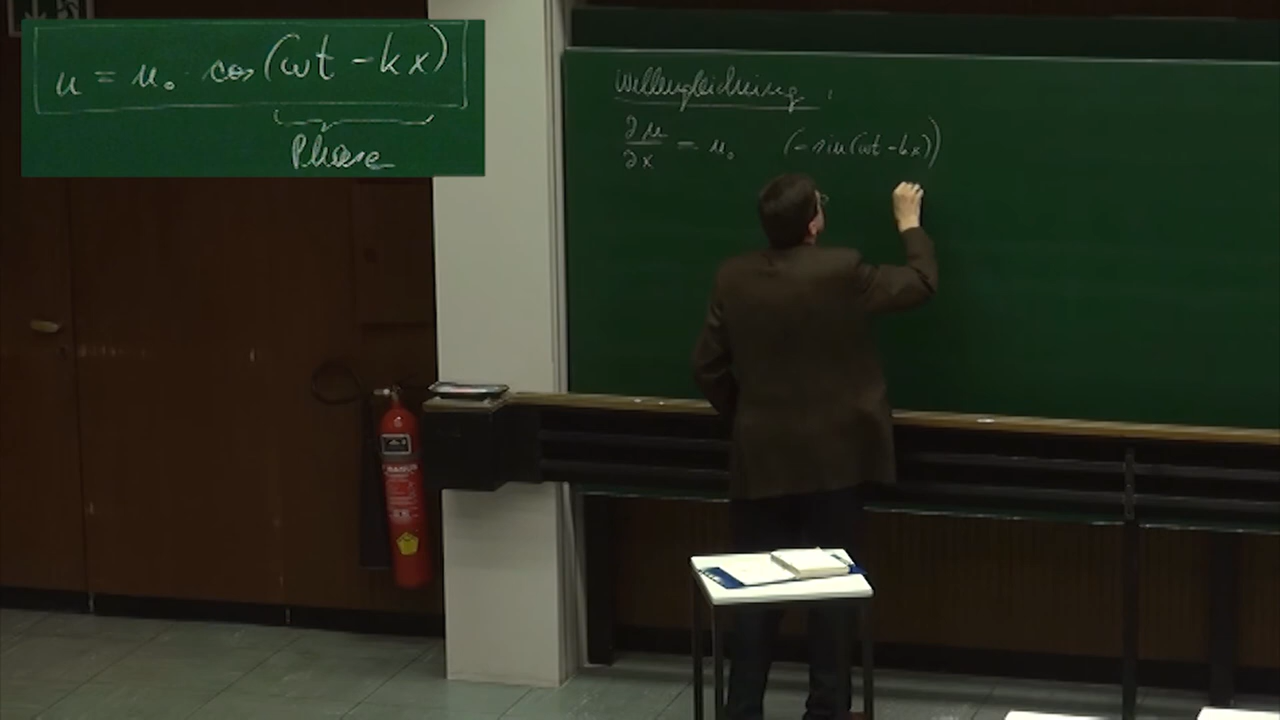 u = u₀ cos(ωt - kx)
Phase
Wellengleichung:
∂u/∂x = u₀ (-sin(ωt - kx))